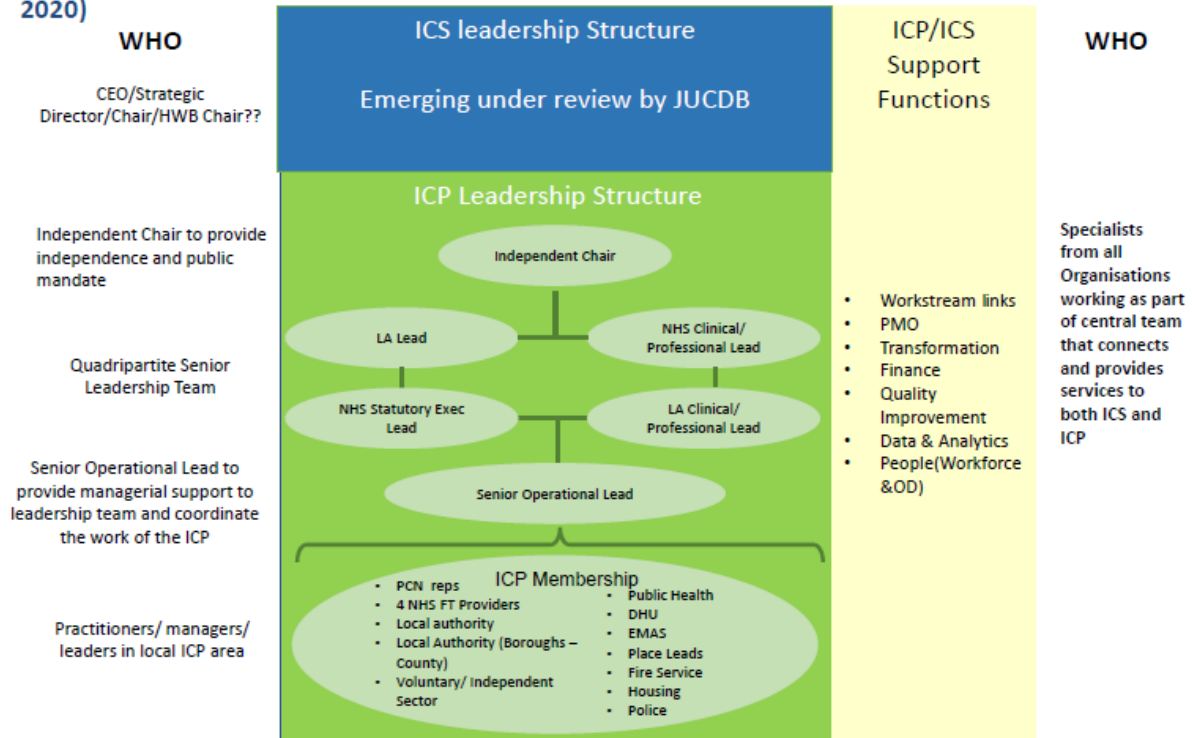 2020)
WHO
CEO/Strategic
Director/Chair/HWB Chair??
Independent Chair to provide
independence and public
mandate
Quadripartite Senior
Leadership Team
Senior Operational Lead to
provide managerial support to
leadership team and coordinate
the work of the ICP
Practitioners/ managers/
leaders in local ICP area
ICS leadership Structure
Emerging under review by JUCDB
ICP Leadership Structure
Independent Chair
LA Lead
NHS Clinical/
Professional Lead
NHS Statutory Exec
Lead
LA Clinical/
Professional Lead
Senior Operational Lead
ICP Membership
• PCN reps
• 4 NHS FT Providers
• Local authority
• Local Authority (Boroughs –
County)
• Voluntary/ Independent
Sector
• Public Health
• DHU
• EMAS
• Place Leads
• Fire Service
• Housing
• Police
ICP/ICS
Support
Functions
• Workstream links
• PMO
• Transformation
• Finance
• Quality
Improvement
• Data & Analytics
• People(Workforce
&OD)
WHO
Specialists
from all
Organisations
working as part
of central team
that connects
and provides
services to
both ICS and
ICP